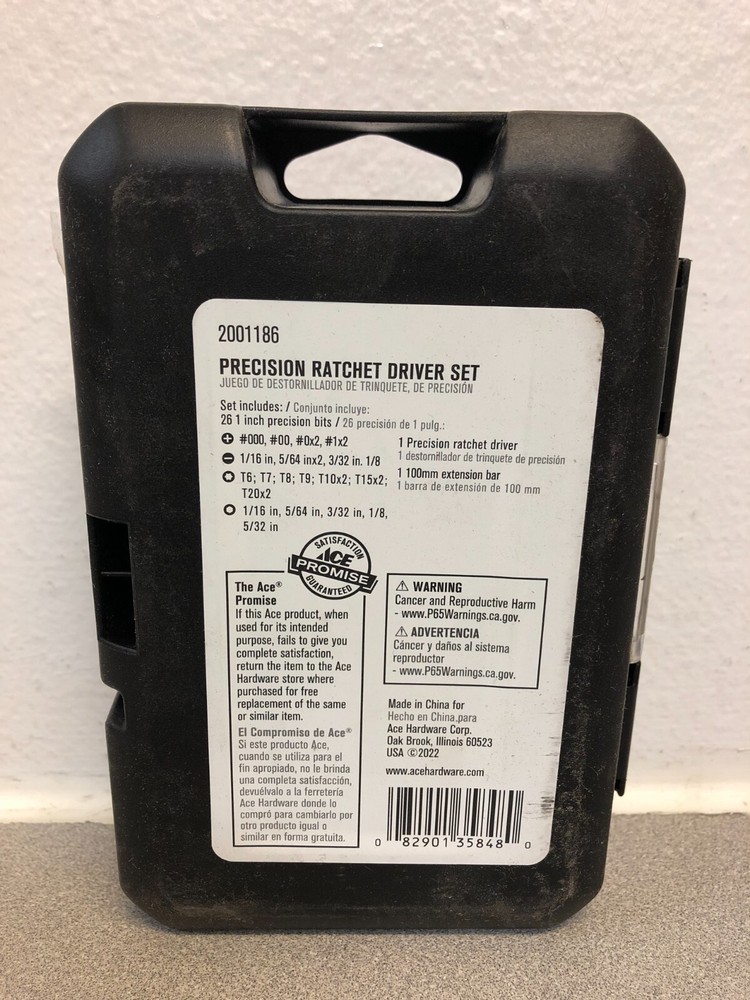 2001186
PRECISION RATCHET DRIVER SET
JUEGO DE DESTORNILLADOR DE TRINQUETE, DE PRECISIÓN
Set includes: / Conjunto incluye:
26 1 inch precision bits / 26 precisión de 1 pulg.:
#000, #00, #0x2, #1x2
1/16 in, 5/64 inx2, 3/32 in. 1/8
T6; T7; T8; T9; T10x2; T15x2;
T20x2
1/16 in, 5/64 in, 3/32 in, 1/8,
5/32 in
1 Precision ratchet driver
1 destornillador de trinquete de precisión
1 100mm extension bar
1 barra de extensión de 100 mm
SATISFACTION
ACE
PROMISE
GUARANTEED
The Ace®
Promise
If this Ace product, when
used for its intended
purpose, fails to give you
complete satisfaction,
return the item to the Ace
Hardware store where
purchased for free
replacement of the same
or similar item.
El Compromiso de Ace®
Si este producto Ace,
cuando se utiliza para el
fin apropiado, no le brinda
una completa satisfacción,
devuélvalo a la ferretería
Ace Hardware donde lo
compró para cambiarlo por
otro producto igual o
similar en forma gratuita.
⚠ WARNING
Cancer and Reproductive Harm
- www.P65Warnings.ca.gov.
⚠ ADVERTENCIA
Cáncer y daños al sistema
reproductor
- www.P65Warnings.ca.gov.
Made in China for
Hecho en China,para
Ace Hardware Corp.
Oak Brook, Illinois 60523
USA ©2022
www.acehardware.com
0 82901 35848 0